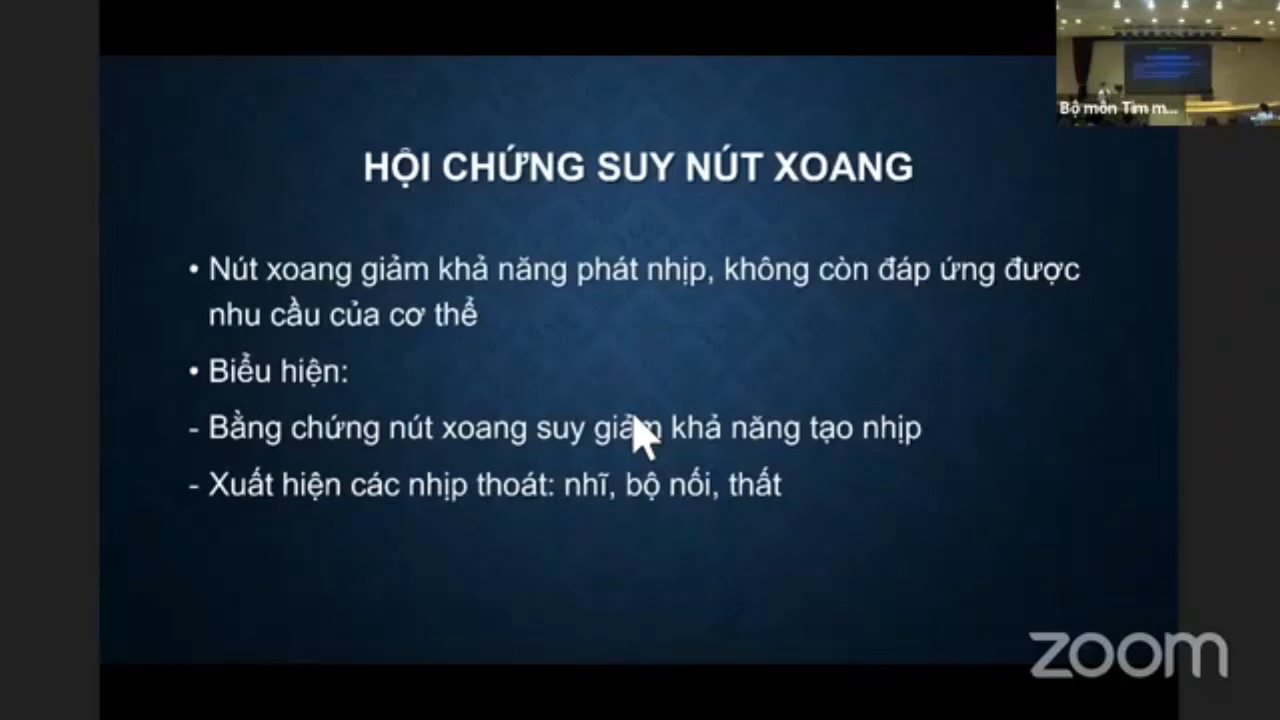 Bộ môn Tim m...
HỘI CHỨNG SUY NÚT XOANG
• Nút xoang giảm khả năng phát nhịp, không còn đáp ứng được
nhu cầu của cơ thể
• Biểu hiện:
- Bằng chứng nút xoang suy giảm khả năng tạo nhịp
- Xuất hiện các nhịp thoát: nhĩ, bộ nối, thất
zoom